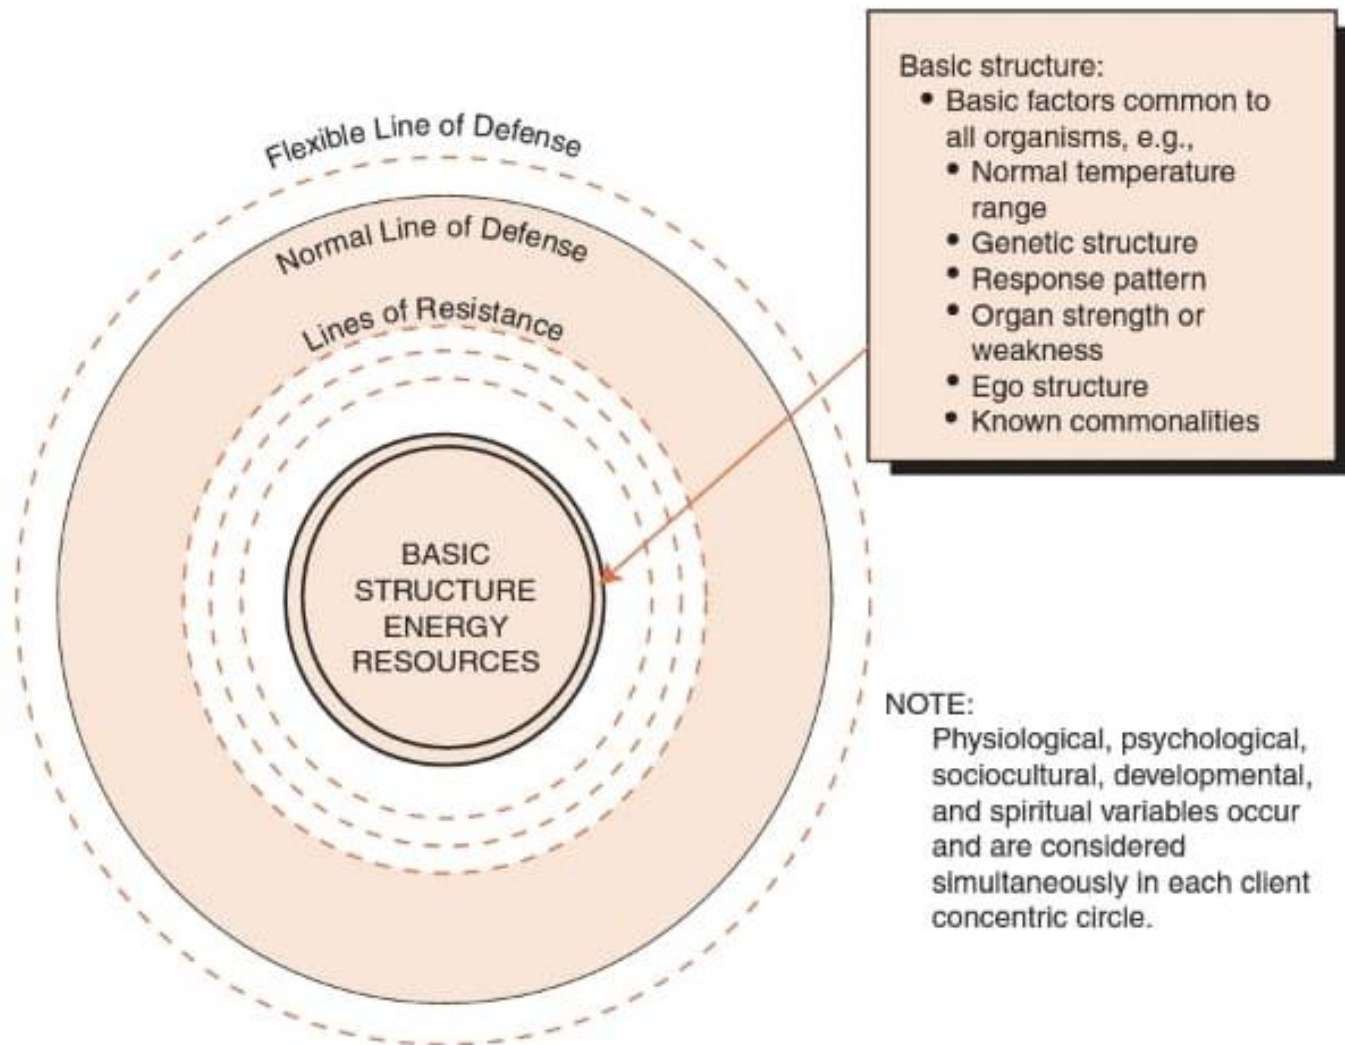 Flexible Line of Defense
Normal Line of Defense
Lines of Resistance
BASIC
STRUCTURE
ENERGY
RESOURCES
Basic structure:
• Basic factors common to
all organisms, e.g.,
• Normal temperature
range
• Genetic structure
• Response pattern
• Organ strength or
weakness
• Ego structure
• Known commonalities
NOTE:
Physiological, psychological,
sociocultural, developmental,
and spiritual variables occur
and are considered
simultaneously in each client
concentric circle.